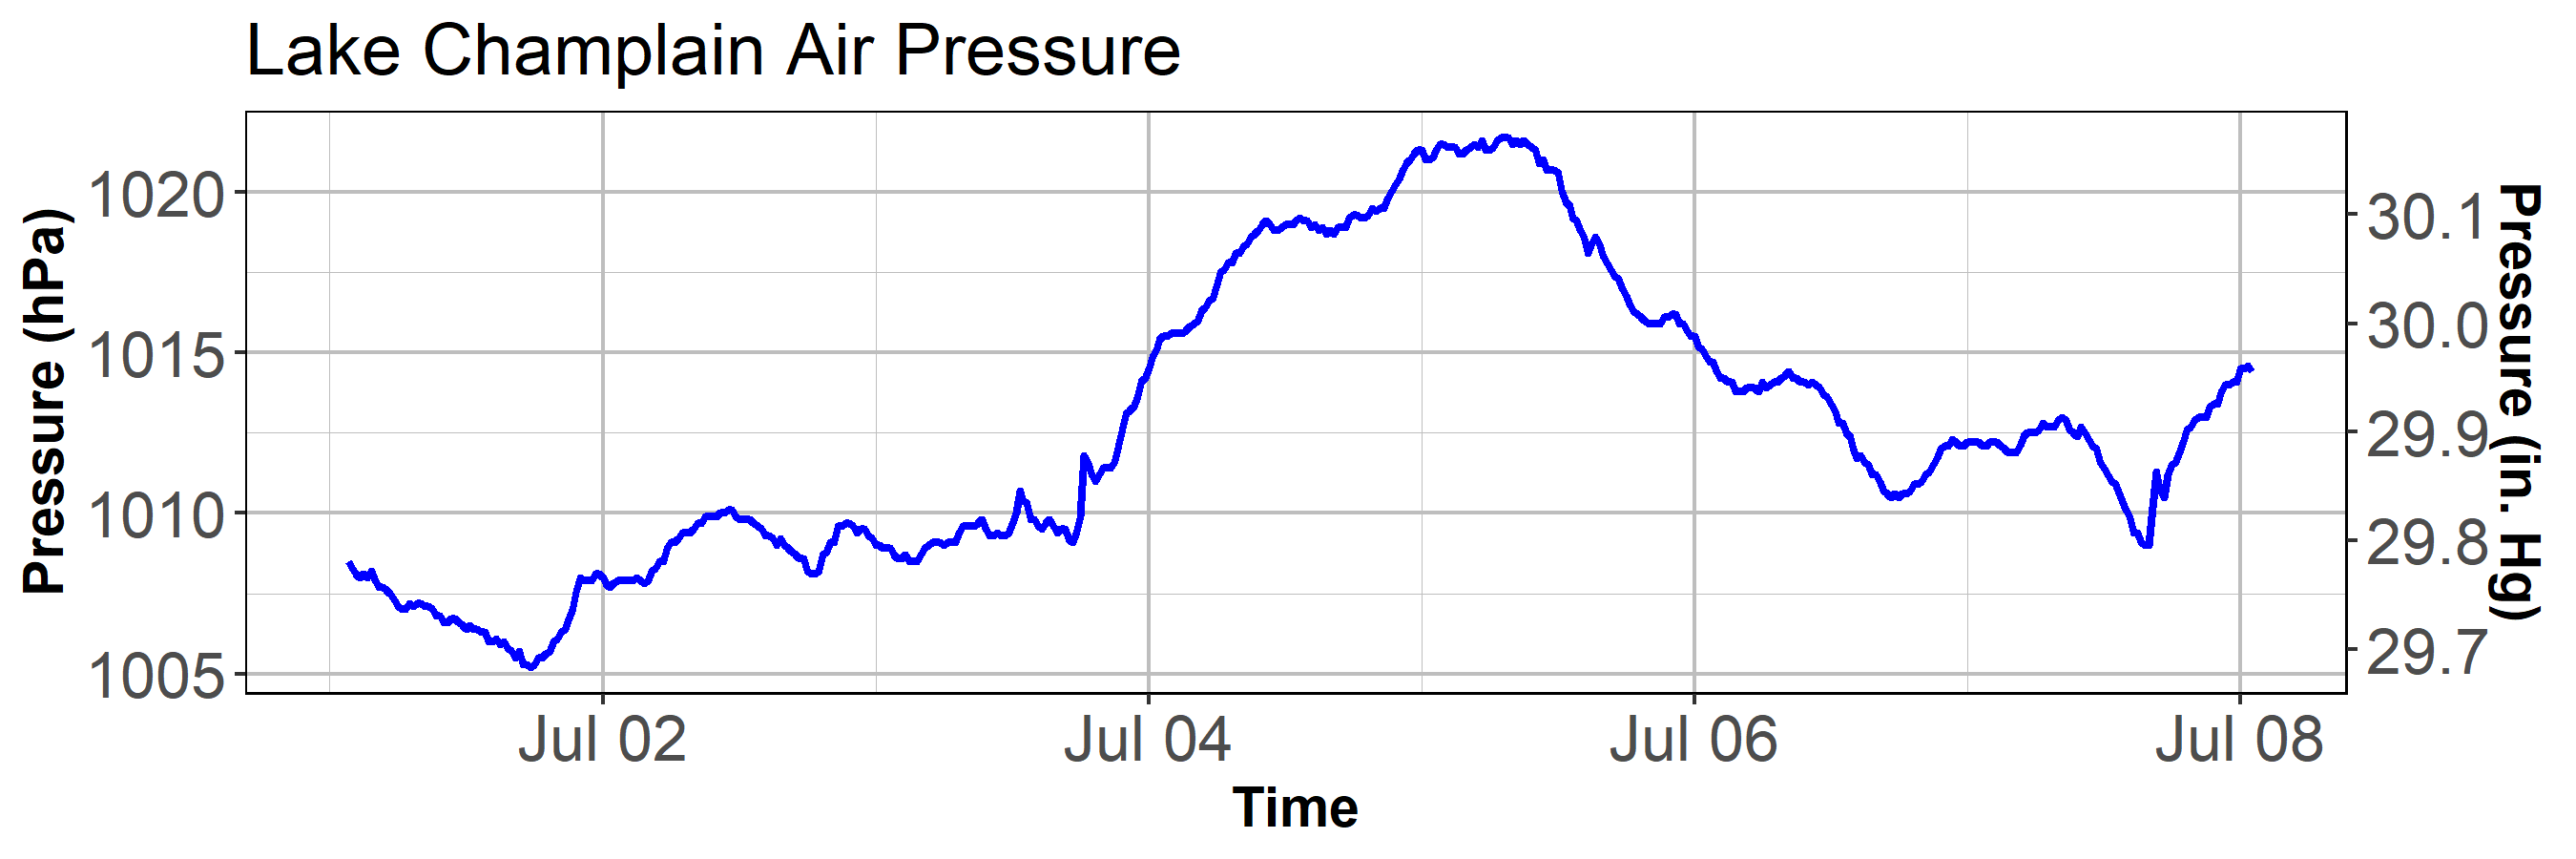 Lake Champlain Air Pressure
Pressure (hPa)
1020
1015
1010
1005
30.1
30.0
29.9
29.8
29.7
Pressure (in. Hg)
Jul 02 Jul 04 Jul 06 Jul 08
Time